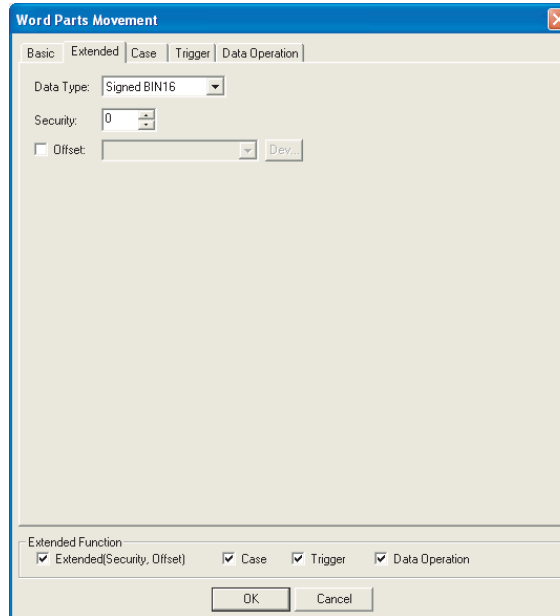 Word Parts Movement
Basic Extended Case Trigger Data Operation
Data Type: Signed BIN16
Security: 0
Offset: Dev...
Extended Function
Extended(Security, Offset) Case Trigger Data Operation
OK Cancel